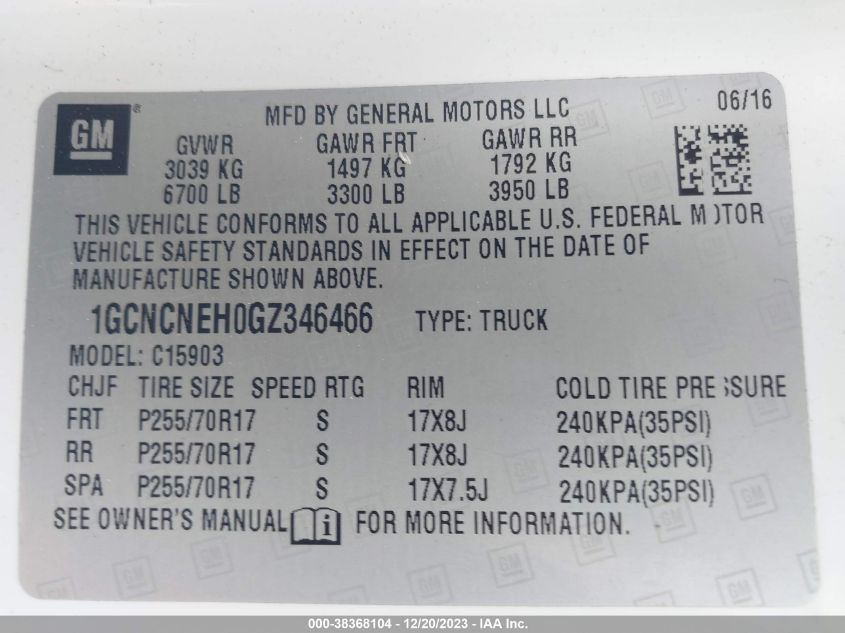 GM ® MFD BY GENERAL MOTORS LLC 06/16
GVWR GAWR FRT GAWR RR
3039 KG 1497 KG 1792 KG
6700 LB 3300 LB 3950 LB
THIS VEHICLE CONFORMS TO ALL APPLICABLE U.S. FEDERAL M OTOR
VEHICLE SAFETY STANDARDS IN EFFECT ON THE DATE OF
MANUFACTURE SHOWN ABOVE.
1GCNCNEH0GZ346466 TYPE: TRUCK
MODEL: C15903
CHJF TIRE SIZE SPEED RTG RIM COLD TIRE PRESSURE
FRT P255/70R17 S 17X8J 240KPA(35PSI)
RR P255/70R17 S 17X8J 240KPA(35PSI)
SPA P255/70R17 S 17X7.5J 240KPA(35PSI)
SEE OWNER'S MANUAL i FOR MORE INFORMATION.
000-38368104 - 12/20/2023 - IAA Inc.